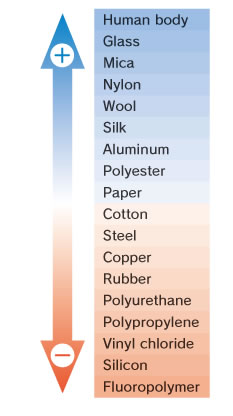 Human body
Glass
Mica
Nylon
Wool
Silk
Aluminum
Polyester
Paper
Cotton
Steel
Copper
Rubber
Polyurethane
Polypropylene
Vinyl chloride
Silicon
Fluoropolymer
+
−